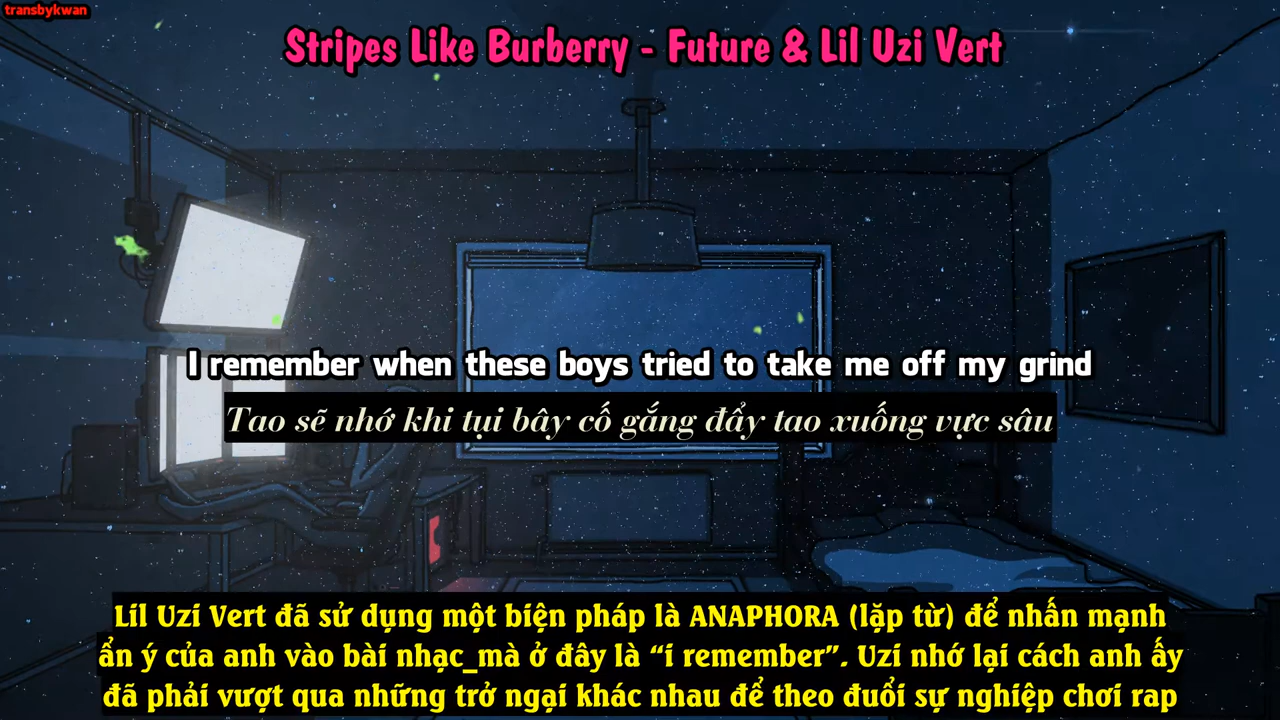 transbykwan
Stripes Like Burberry - Future & Lil Uzi Vert
I remember when these boys tried to take me off my grind
Tao sẽ nhớ khi tụi bây cố gắng đẩy tao xuống vực sâu
Lil Uzi Vert đã sử dụng một biện pháp là ANAPHORA (lặp từ) để nhấn mạnh
ẩn ý của anh vào bài nhạc_mà ở đây là “i remember”. Uzi nhớ lại cách anh ấy
đã phải vượt qua những trở ngại khác nhau để theo đuổi sự nghiệp chơi rap